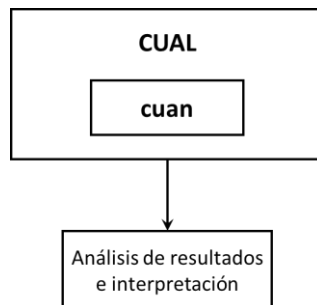 CUAL
cuan
Análisis de resultados
e interpretación